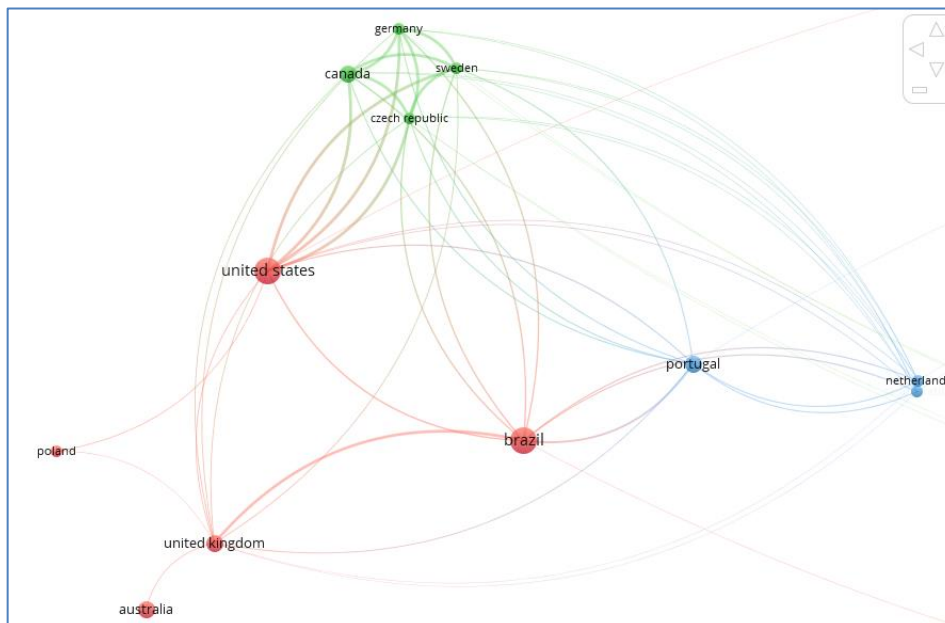 germany
sweden
canada
czech republic
united states
portugal
netherland
brazil
poland
united kingdom
australia